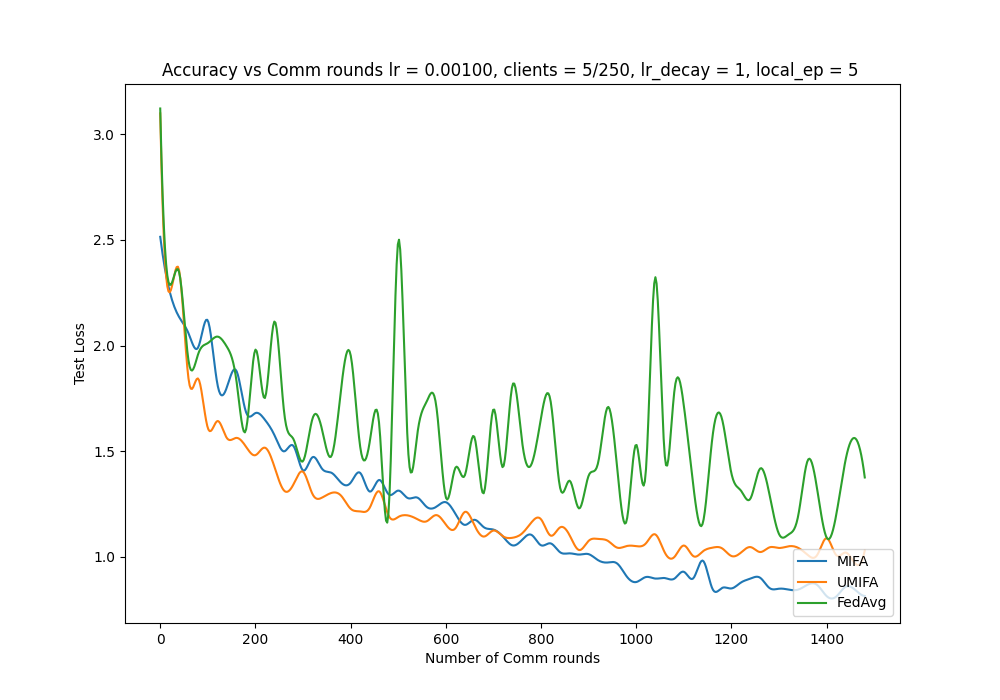 Accuracy vs Comm rounds lr = 0.00100, clients = 5/250, lr_decay = 1, local_ep = 5
Test Loss
3.0
2.5
2.0
1.5
1.0
0 200 400 600 800 1000 1200 1400
Number of Comm rounds
MIFA
UMIFA
FedAvg